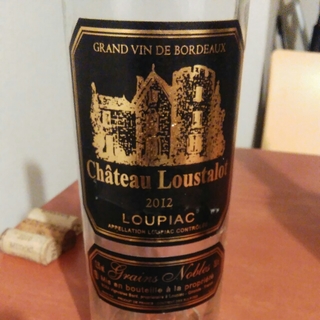 GRAND VIN DE BORDEAUX
Château Loustalot
2012
LOUPIAC
APPELLATION LOUPIAC CONTRÔLÉE
Grains Nobles
Mis en bouteille à la propriété